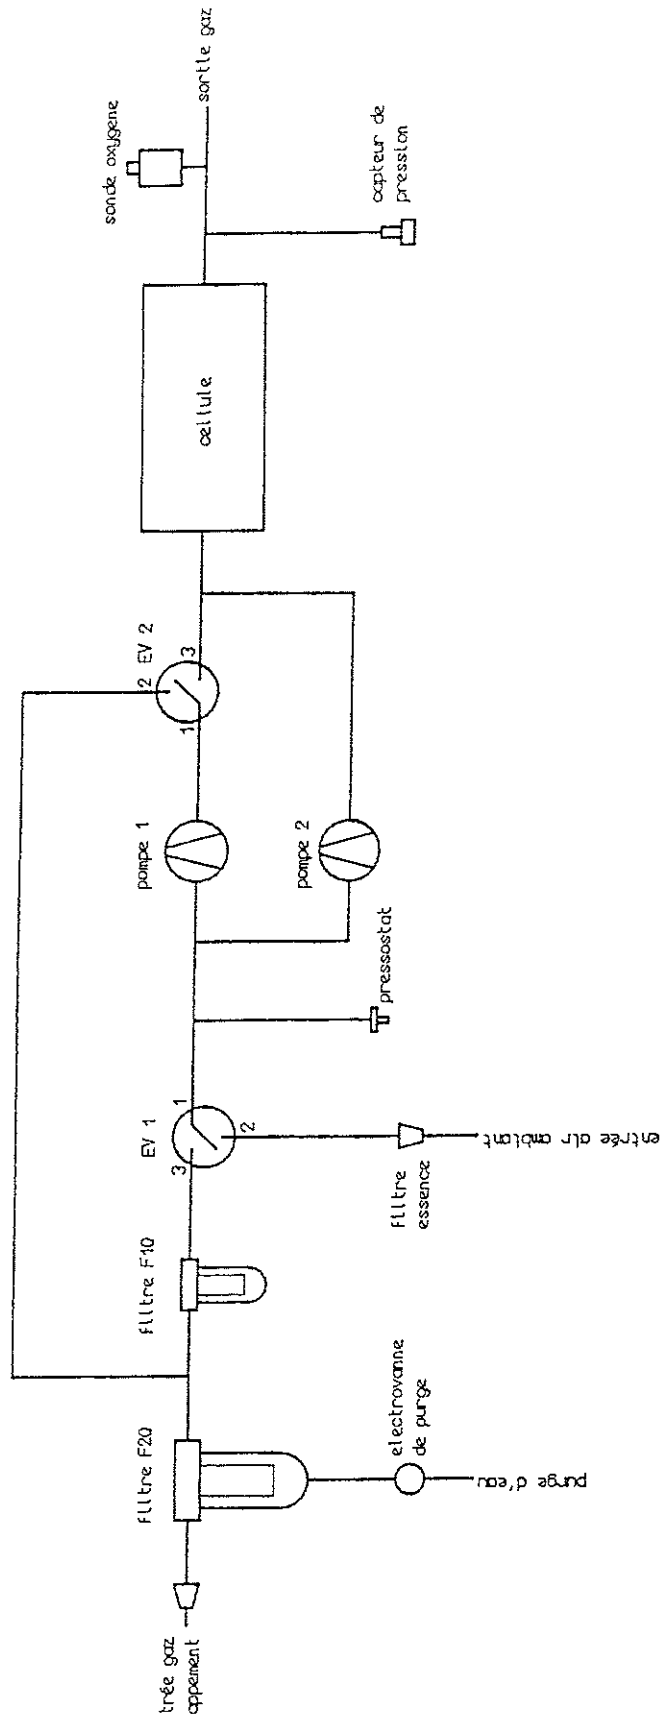 trée gaz
appement
filtre F20
electrovanne
de purge
purge d'eau
filtre F10
EV 1
3
1
2
filtre
essence
entrée air ambiant
pressostat
pompe 1
pompe 2
EV 2
2
1
3
cellule
capteur de
pression
sonde oxygene
sortie gaz